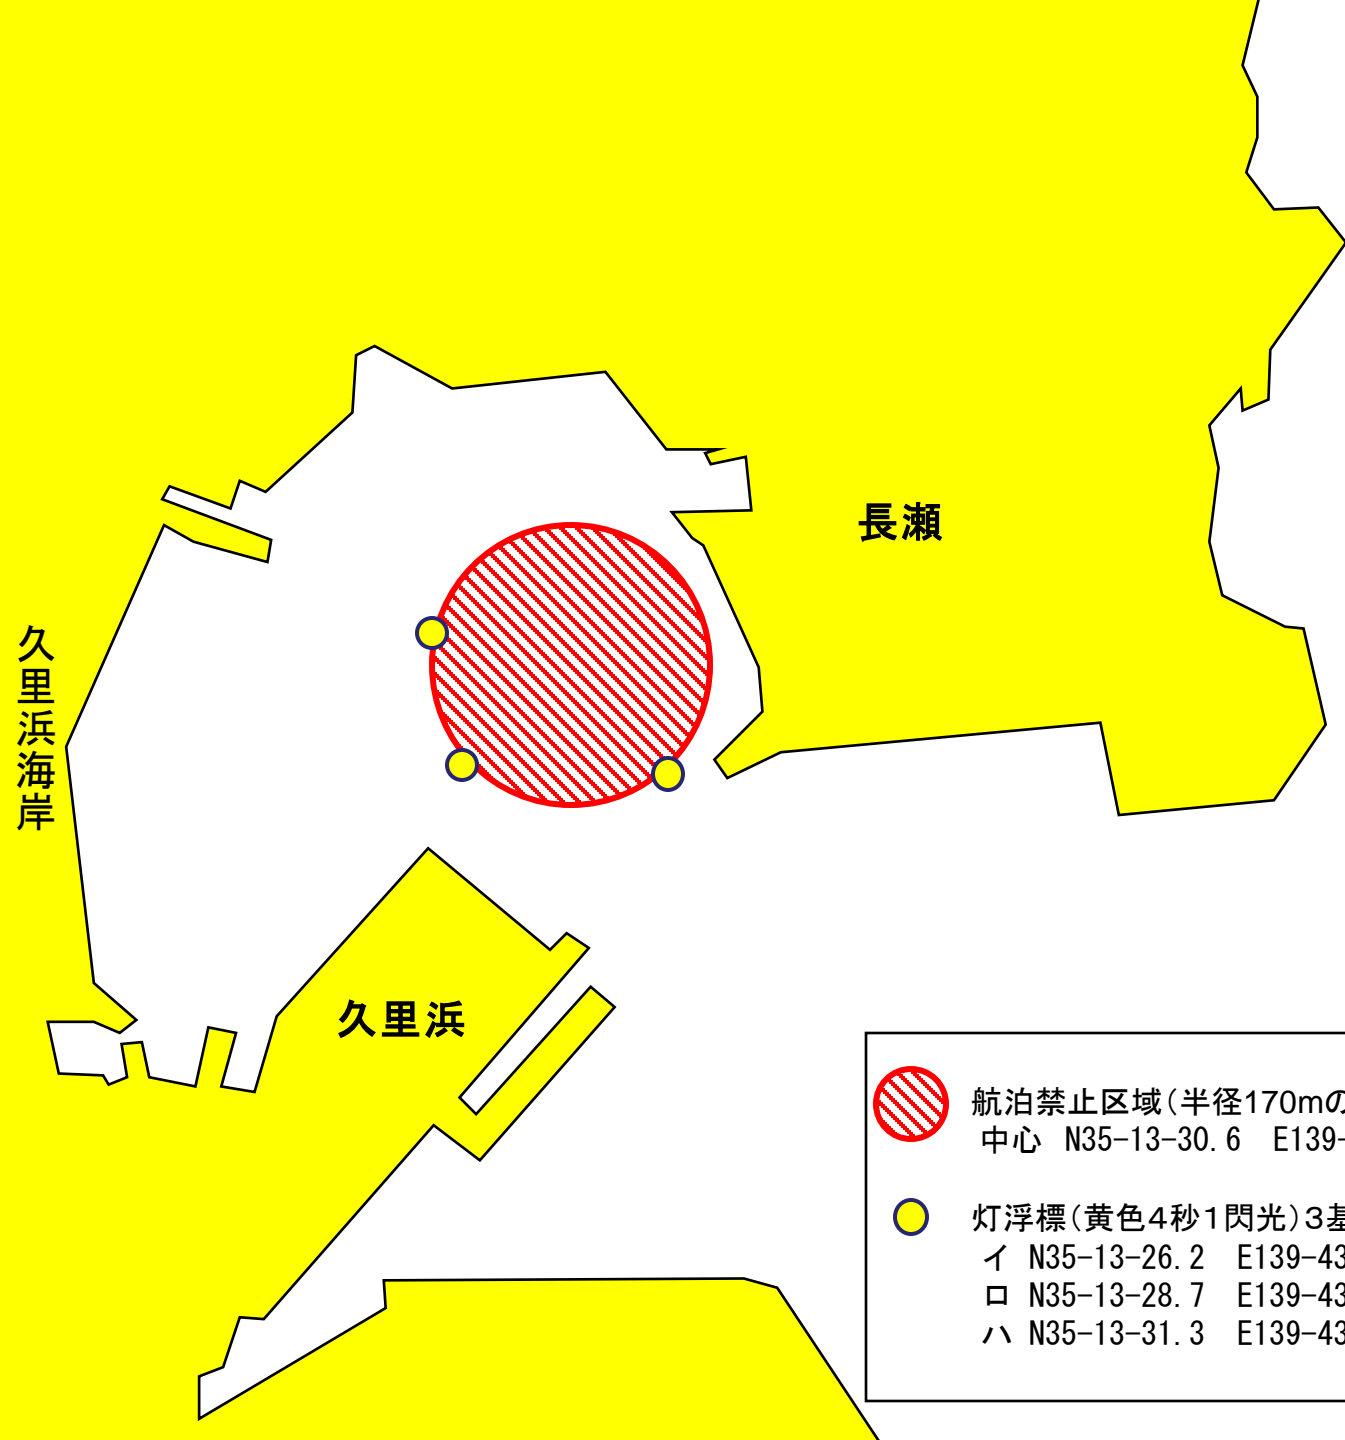 長瀬
久里浜海岸
久里浜
航泊禁止区域(半径170mの
中心 N35-13-30.6 E139-
灯浮標(黄色4秒1閃光)3基
イ N35-13-26.2 E139-43
ロ N35-13-28.7 E139-43
ハ N35-13-31.3 E139-43